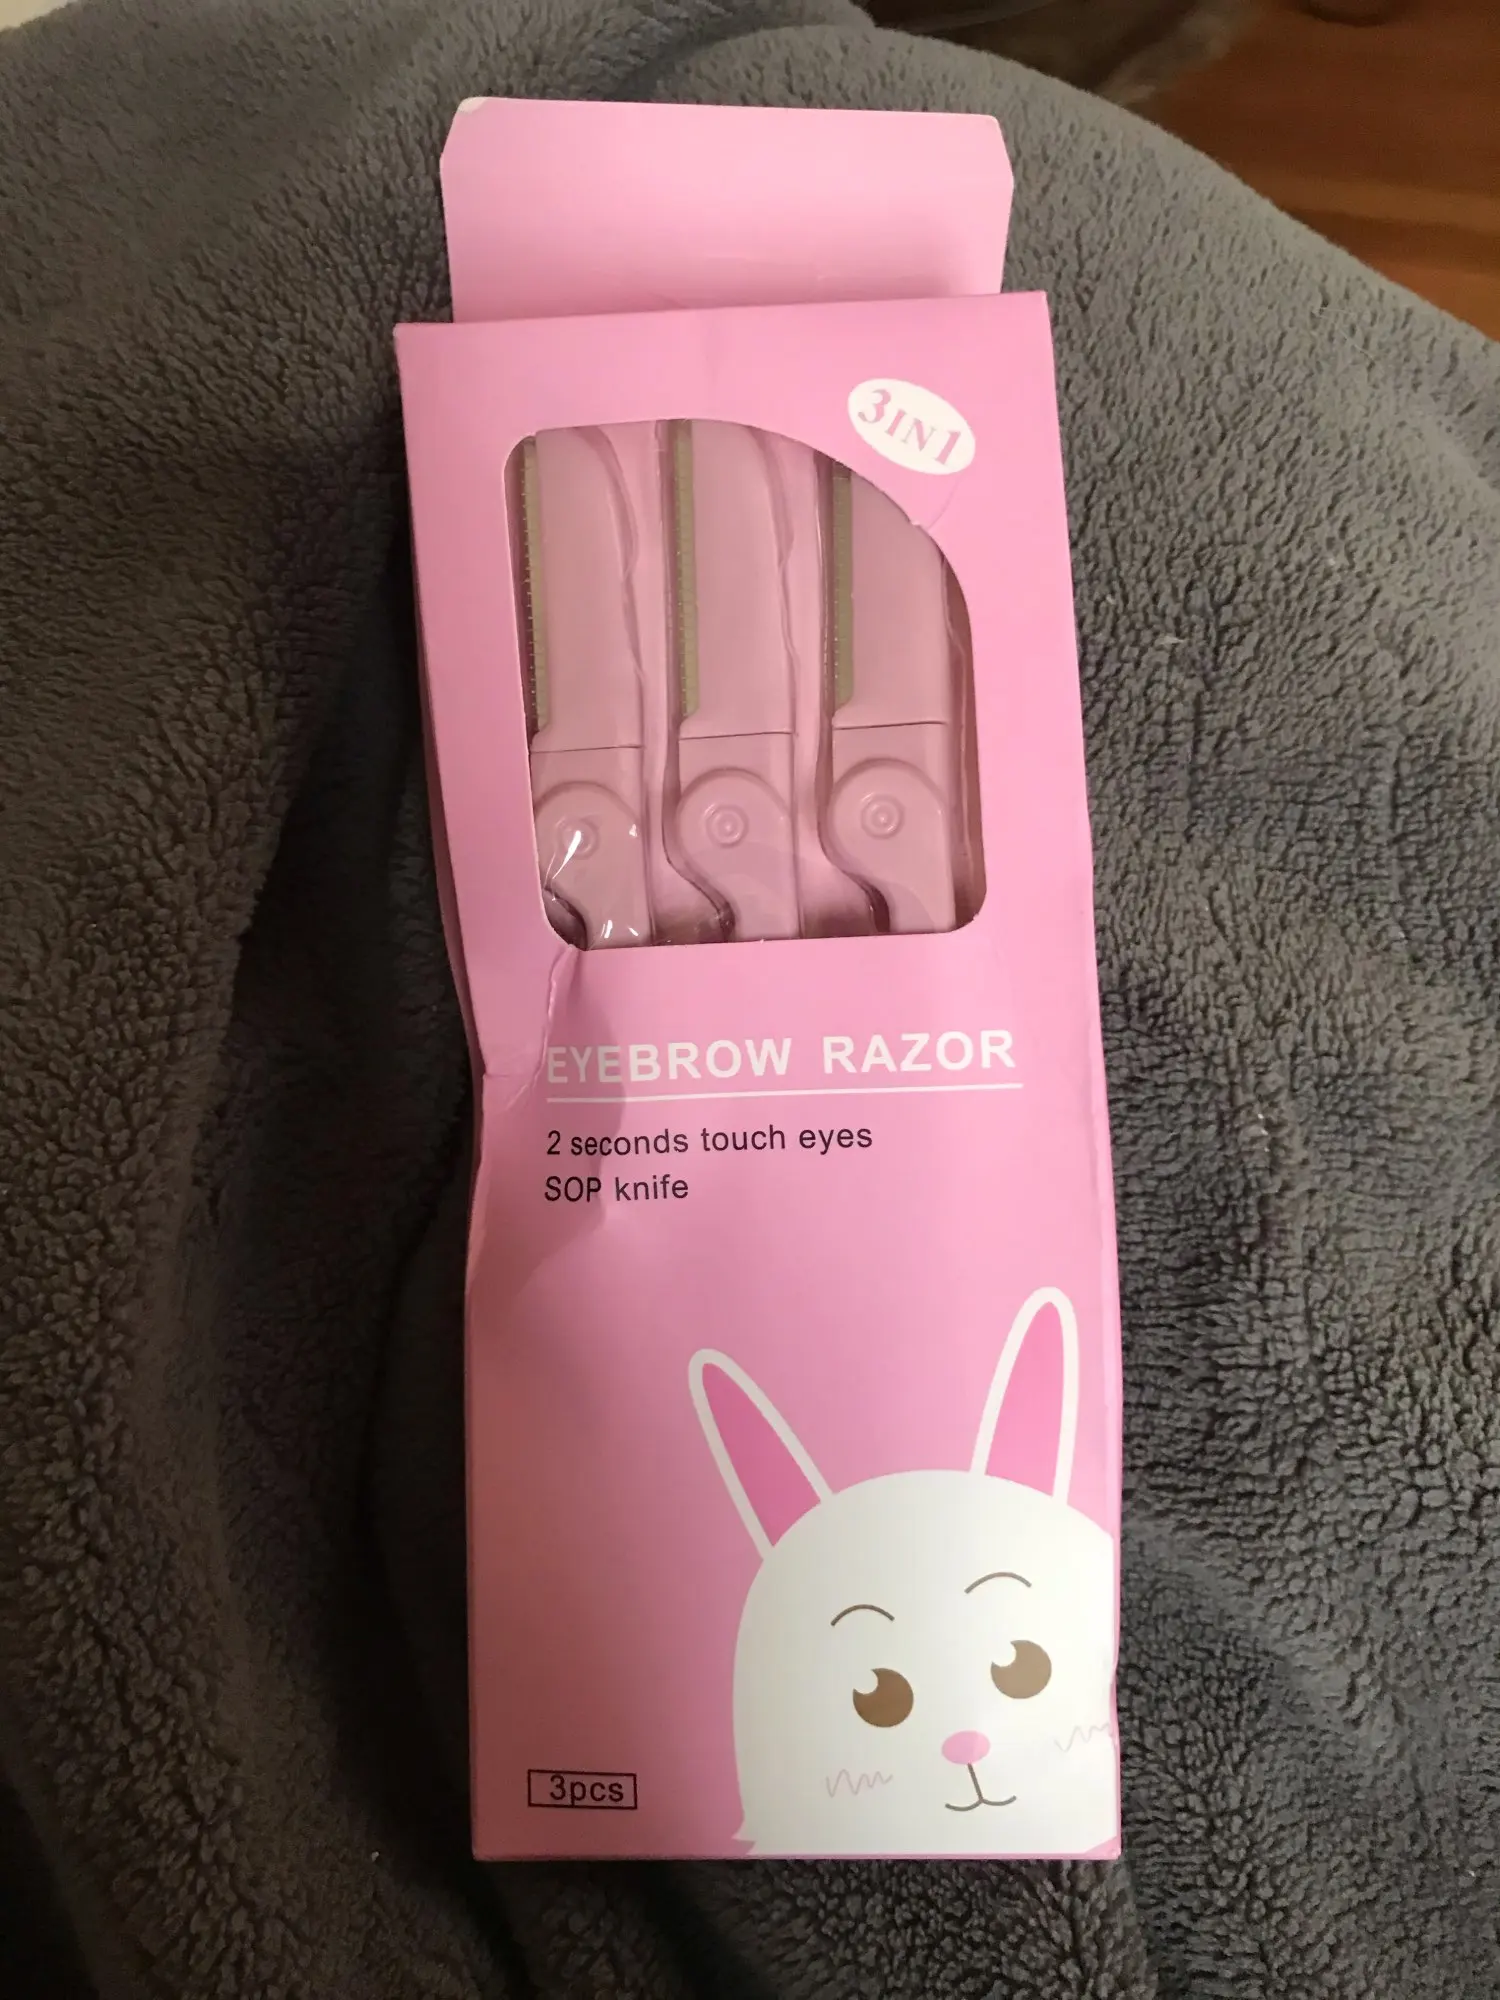 3IN1
EYEBROW RAZOR
2 seconds touch eyes
SOP knife
3pcs